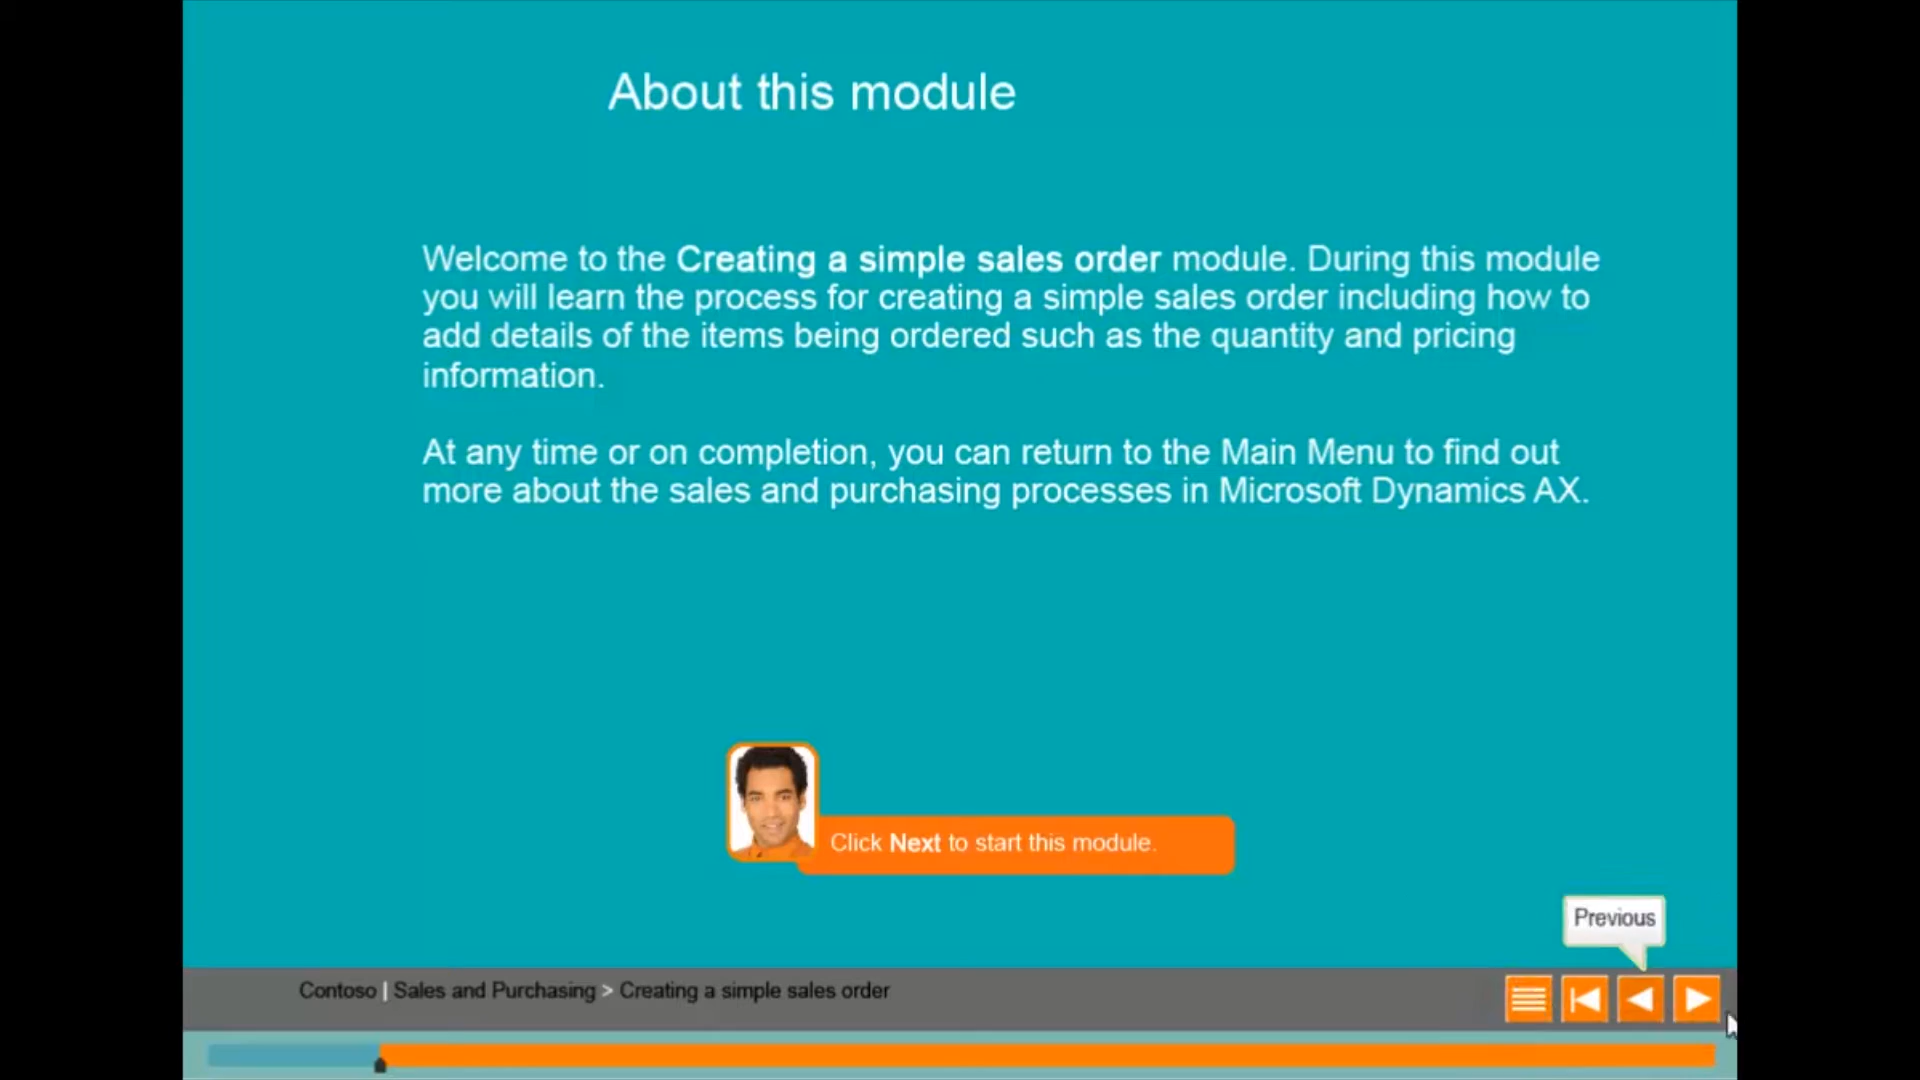 About this module
Welcome to the Creating a simple sales order module. During this module
you will learn the process for creating a simple sales order including how to
add details of the items being ordered such as the quantity and pricing
information.
At any time or on completion, you can return to the Main Menu to find out
more about the sales and purchasing processes in Microsoft Dynamics AX.
Click Next to start this module.
Previous
Contoso | Sales and Purchasing > Creating a simple sales order